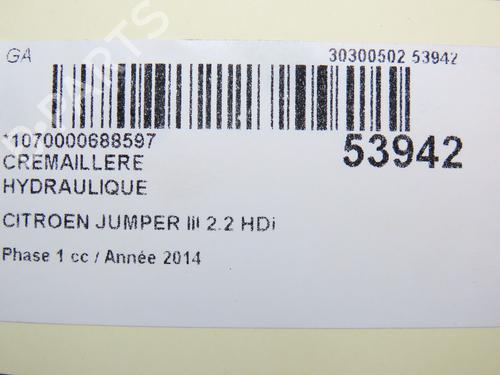 GA 30300502 53942
*1070000688597 53942
CREMAILLERE
HYDRAULIQUE
CITROEN JUMPER III 2.2 HDi
Phase 1 cc / Année 2014